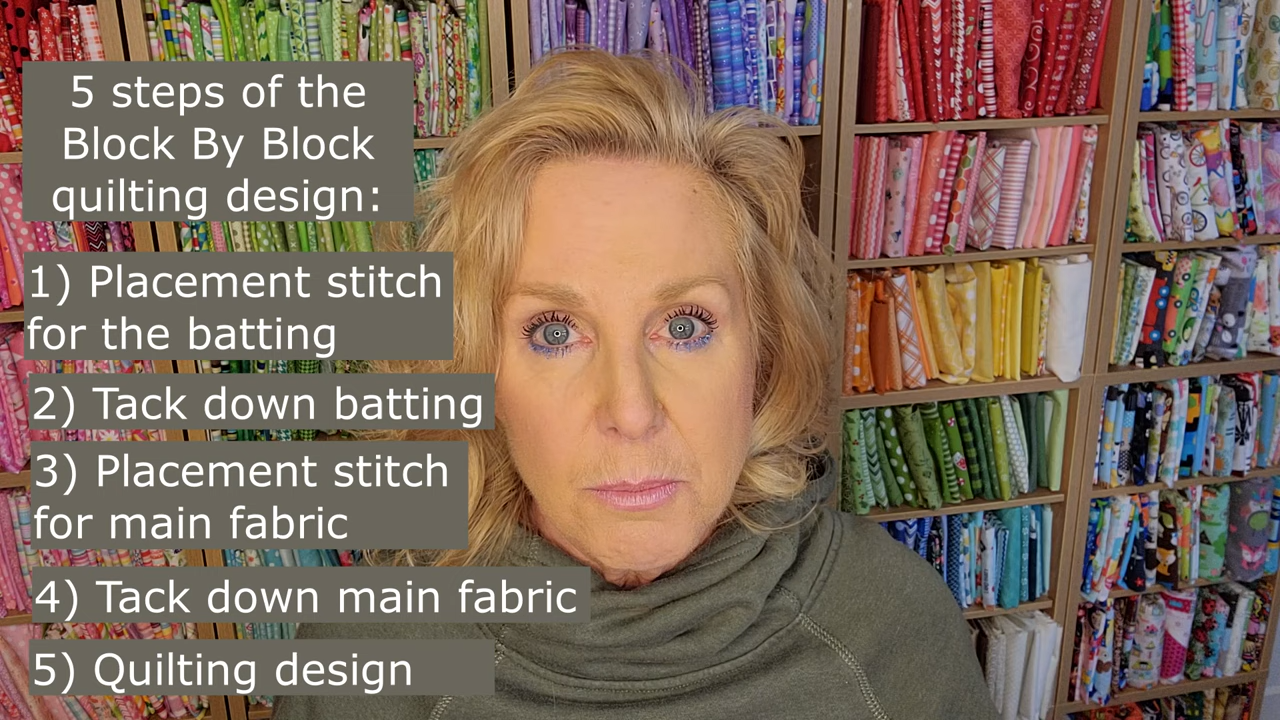 5 steps of the
Block By Block
quilting design:
1) Placement stitch
for the batting
2) Tack down batting
3) Placement stitch
for main fabric
4) Tack down main fabric
5) Quilting design